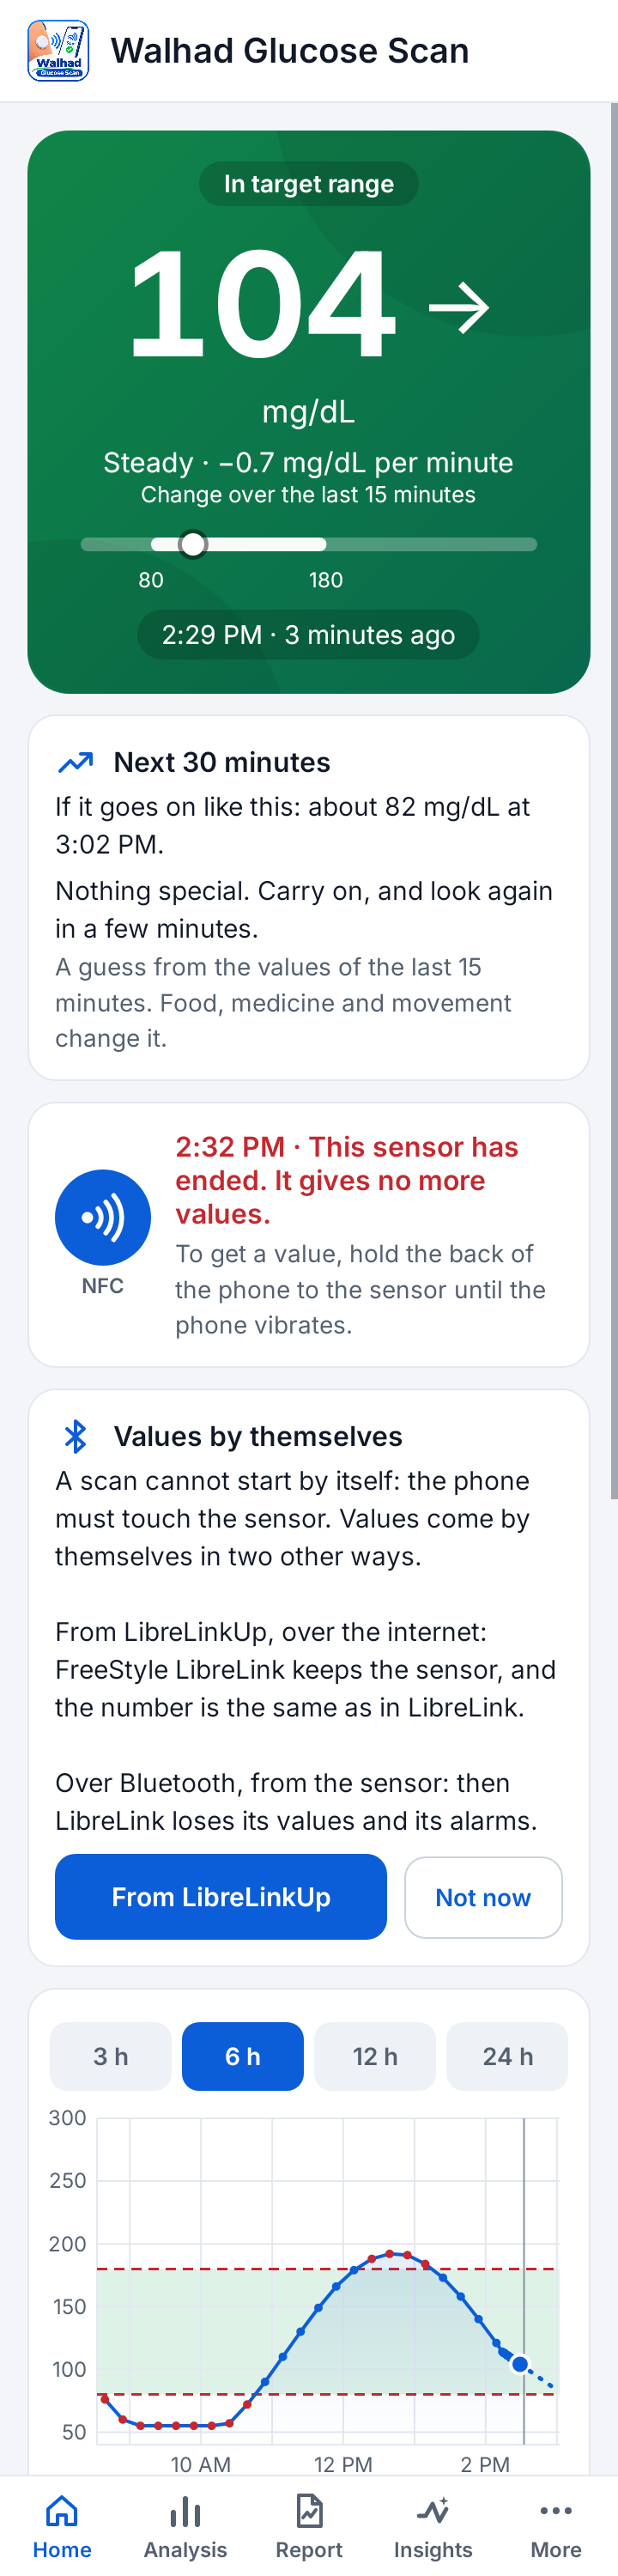 Walhad
Glucose Scan
Walhad Glucose Scan
In target range
104 →
mg/dL
Steady · −0.7 mg/dL per minute
Change over the last 15 minutes
80 180
2:29 PM · 3 minutes ago
Next 30 minutes
If it goes on like this: about 82 mg/dL at
3:02 PM.
Nothing special. Carry on, and look again
in a few minutes.
A guess from the values of the last 15
minutes. Food, medicine and movement
change it.
2:32 PM · This sensor has
ended. It gives no more
values.
To get a value, hold the back of
the phone to the sensor until the
phone vibrates.
NFC
Values by themselves
A scan cannot start by itself: the phone
must touch the sensor. Values come by
themselves in two other ways.
From LibreLinkUp, over the internet:
FreeStyle LibreLink keeps the sensor, and
the number is the same as in LibreLink.
Over Bluetooth, from the sensor: then
LibreLink loses its values and its alarms.
From LibreLinkUp Not now
3 h 6 h 12 h 24 h
300
250
200
150
100
50
10 AM 12 PM 2 PM
Home Analysis Report Insights More